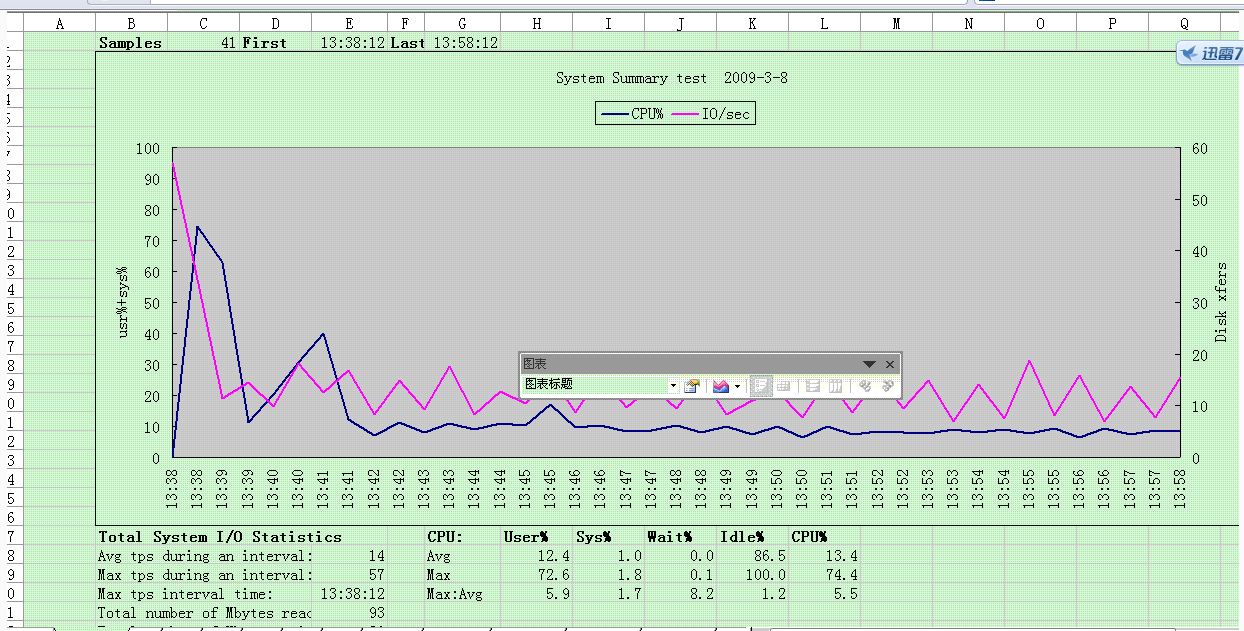 A B C D E F G H I J K L M N O P Q
Samples 41 First 13:38:12 Last 13:58:12
迅雷7
System Summary test 2009-3-8
CPU% IO/sec
100 90 80 70 60 50 40 30 20 10 0
usr%+sys%
60 50 40 30 20 10 0
Disk xfers
图表
图表标题
13:38 13:38 13:39 13:39 13:40 13:40 13:41 13:41 13:42 13:42 13:43 13:43 13:44 13:44 13:45 13:45 13:46 13:46 13:47 13:47 13:48 13:48 13:49 13:49 13:50 13:50 13:51 13:51 13:52 13:52 13:53 13:53 13:54 13:54 13:55 13:55 13:56 13:56 13:57 13:57 13:58
Total System I/O Statistics CPU: User% Sys% Wait% Idle% CPU%
Avg tps during an interval: 14 Avg 12.4 1.0 0.0 86.5 13.4
Max tps during an interval: 57 Max 72.6 1.8 0.1 100.0 74.4
Max tps interval time: 13:38:12 Max:Avg 5.9 1.7 8.2 1.2 5.5
Total number of Mbytes read 93